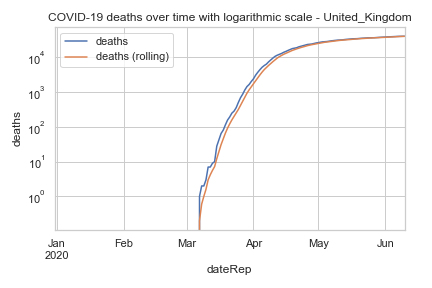 COVID-19 deaths over time with logarithmic scale - United_Kingdom
deaths
deaths (rolling)
10⁴
10³
10²
10¹
10⁰
deaths
Jan Feb Mar Apr May Jun
2020
dateRep